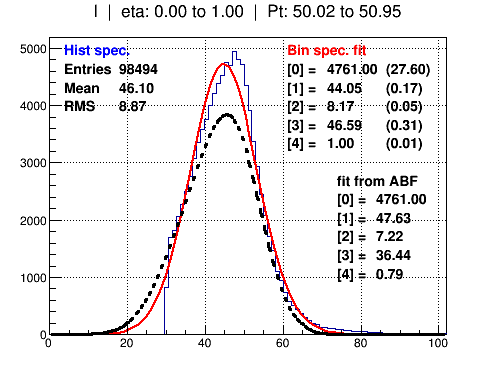 I | eta: 0.00 to 1.00 | Pt: 50.02 to 50.95
Hist spec.
Entries 98494
Mean 46.10
RMS 8.87
Bin spec. fit
[0] = 4761.00 (27.60)
[1] = 44.05 (0.17)
[2] = 8.17 (0.05)
[3] = 46.59 (0.31)
[4] = 1.00 (0.01)
fit from ABF
[0] = 4761.00
[1] = 47.63
[2] = 7.22
[3] = 36.44
[4] = 0.79
5000
4000
3000
2000
1000
0
0 20 40 60 80 100